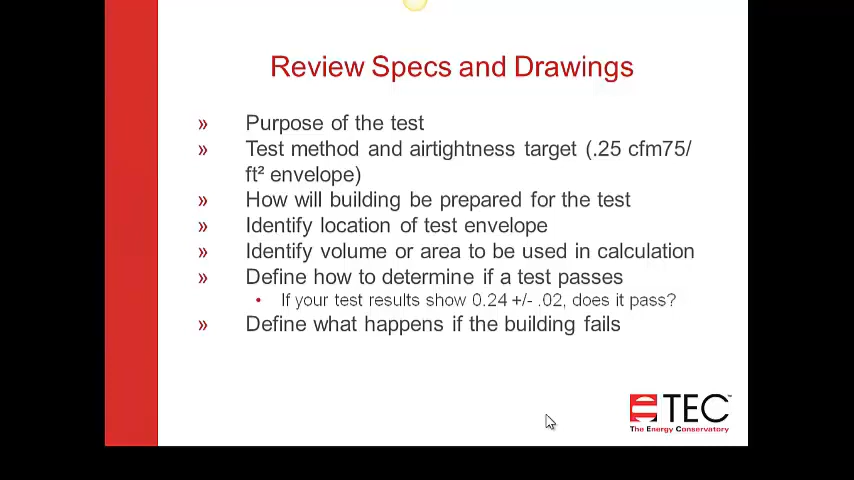 Review Specs and Drawings
» Purpose of the test
» Test method and airtightness target (.25 cfm75/
ft² envelope)
» How will building be prepared for the test
» Identify location of test envelope
» Identify volume or area to be used in calculation
» Define how to determine if a test passes
• If your test results show 0.24 +/- .02, does it pass?
» Define what happens if the building fails
TEC™
The Energy Conservatory